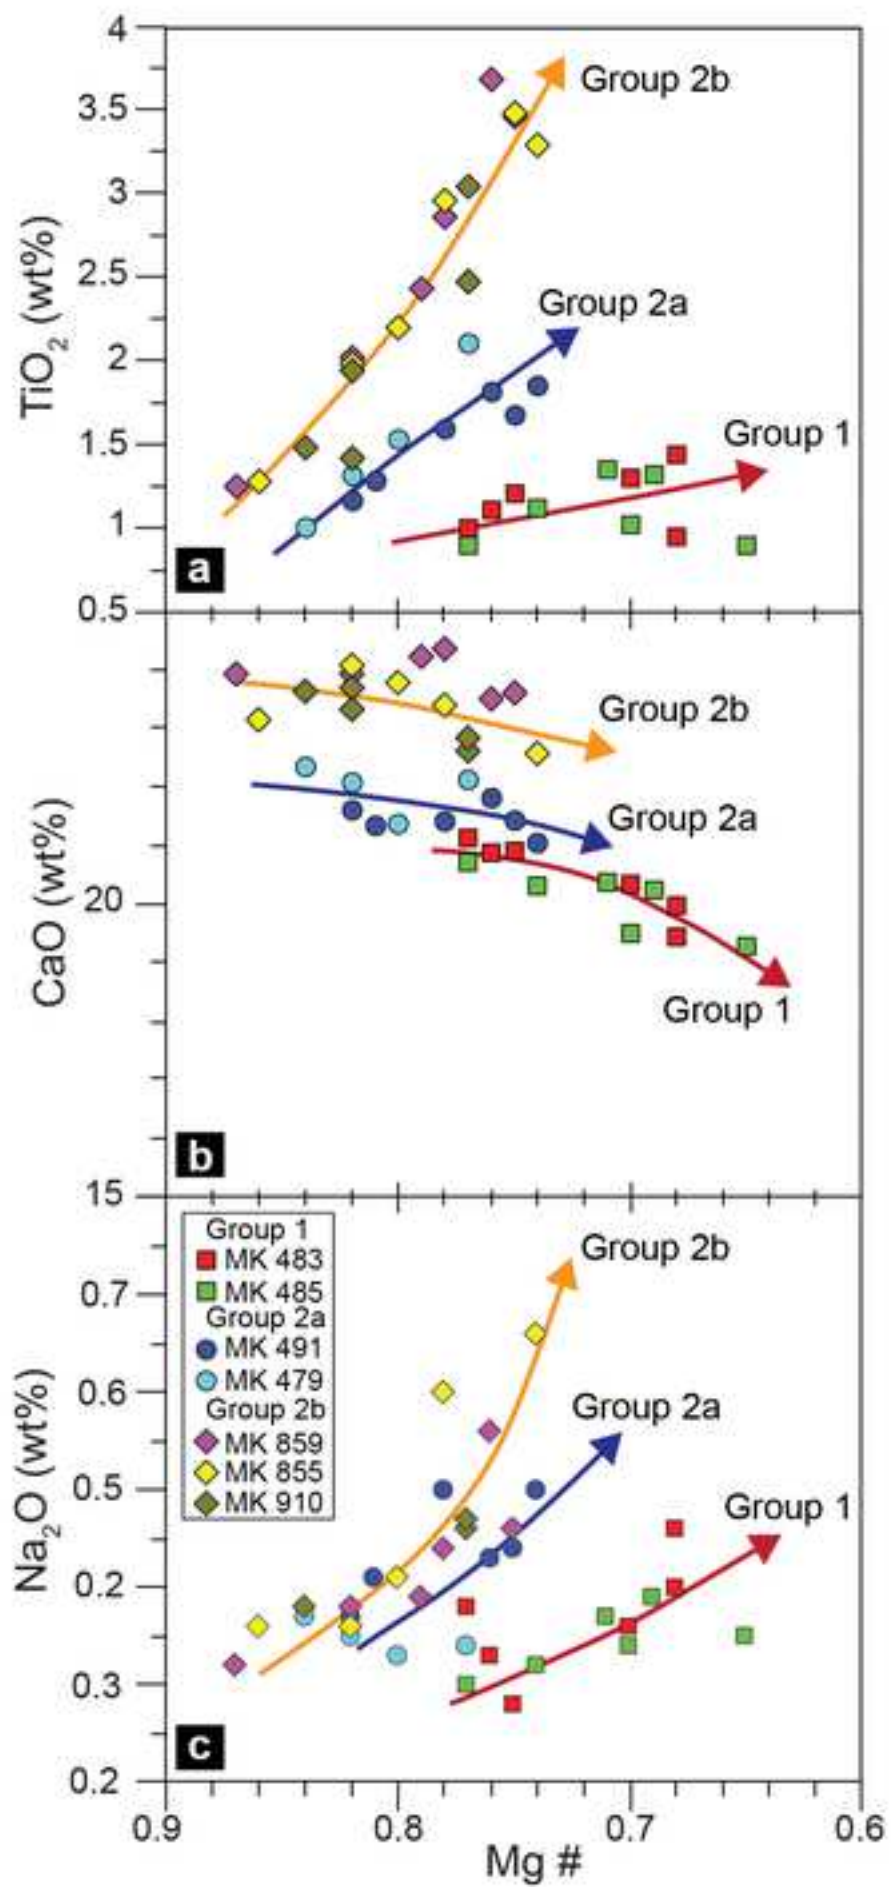 4
3.5
3
2.5
2
1.5
1
0.5
TiO2 (wt%)
Group 2b
Group 2a
Group 1
a
20
15
CaO (wt%)
Group 2b
Group 2a
Group 1
b
0.7
0.6
0.5
0.2
0.3
0.2
Na2O (wt%)
Group 1
MK 483
MK 485
Group 2a
MK 491
MK 479
Group 2b
MK 859
MK 855
MK 910
Group 2b
Group 2a
Group 1
c
0.9 0.8 0.7 0.6
Mg #